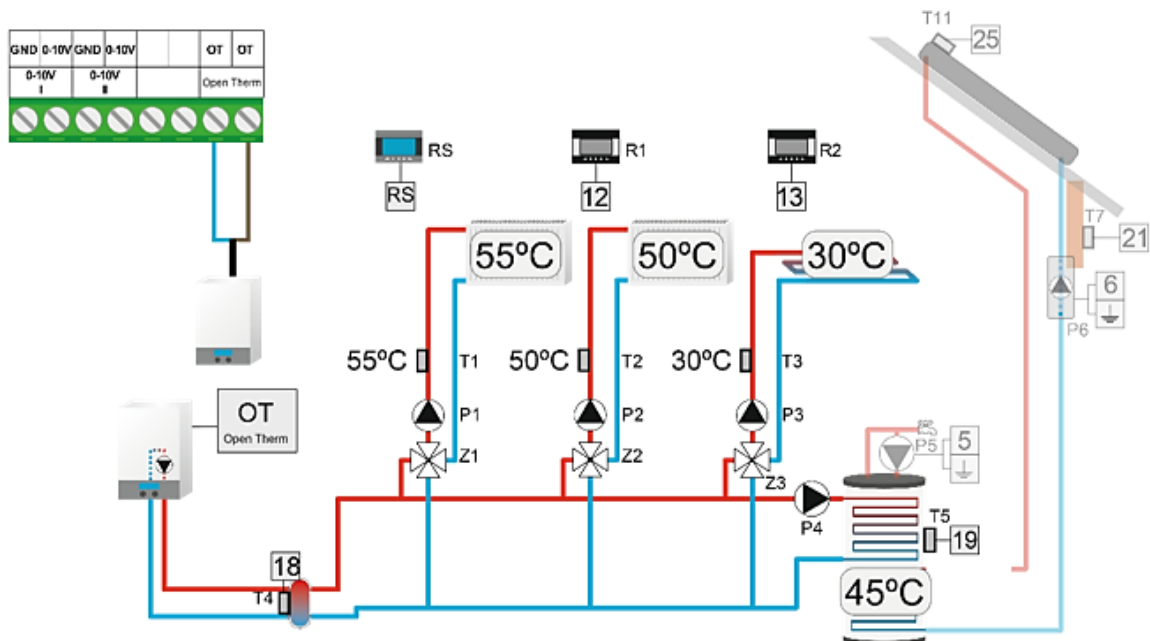 GND 0-10V GND 0-10V OT OT
0-10V I 0-10V II Open Therm
T11 25
RS R1 R2
RS 12 13
T7 21
55ºC 50ºC 30ºC
6
P6
55ºC T1 50ºC T2 30ºC T3
OT
Open Therm
P1 P2 P3
P5 5
Z1 Z2 Z3
P4
T5 19
18
T4
45ºC